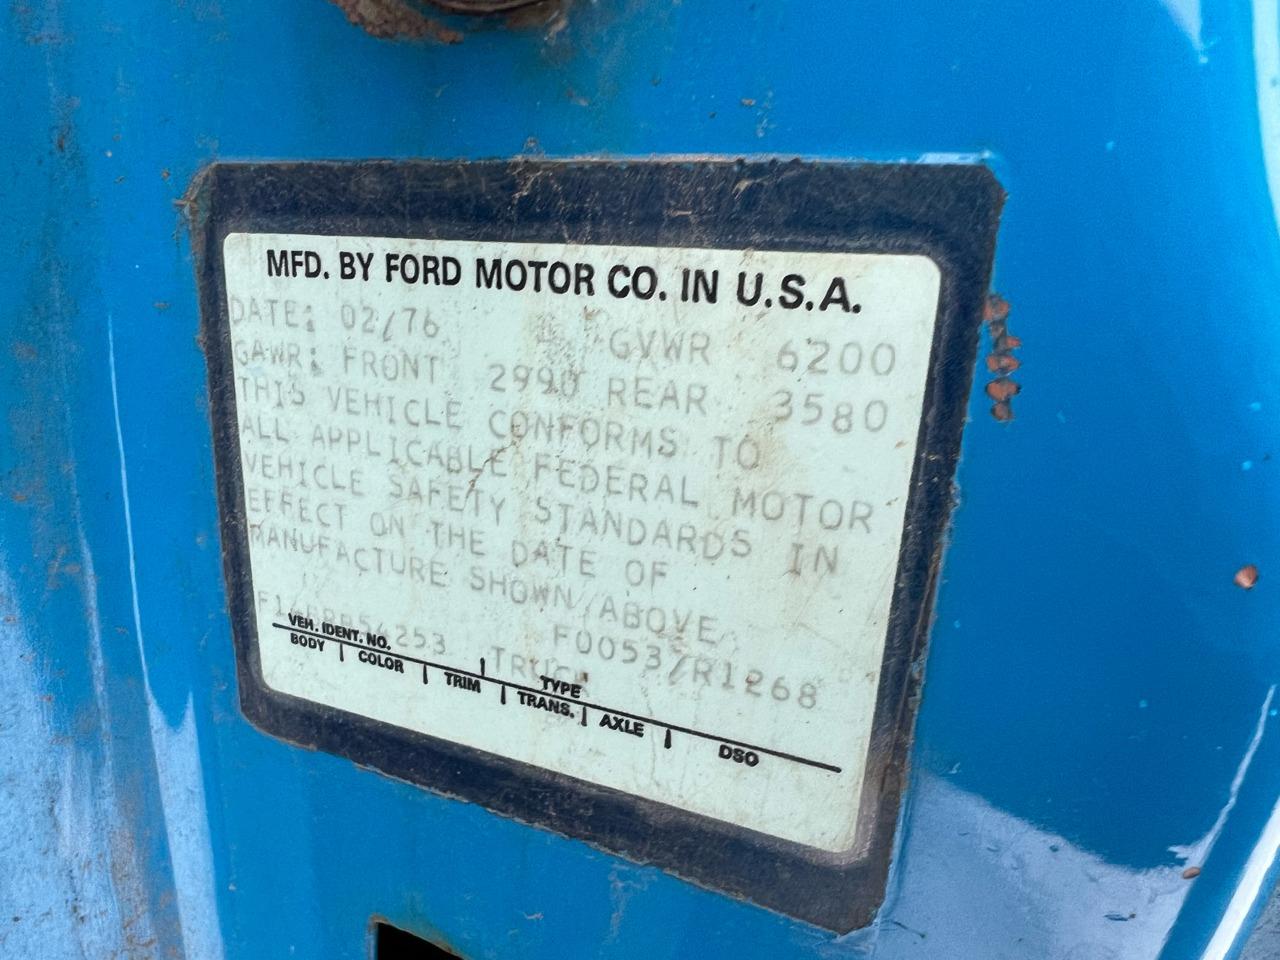 MFD. BY FORD MOTOR CO. IN U.S.A.
DATE: 02/76 GVWR 6200
GAWR: FRONT 2990 REAR 3580
THIS VEHICLE CONFORMS TO
ALL APPLICABLE FEDERAL MOTOR
VEHICLE SAFETY STANDARDS IN
EFFECT ON THE DATE OF
MANUFACTURE SHOWN ABOVE
F0053/R1268
TRUCK
VEH. IDENT. NO. TYPE
BODY COLOR TRIM TRANS. AXLE DSO